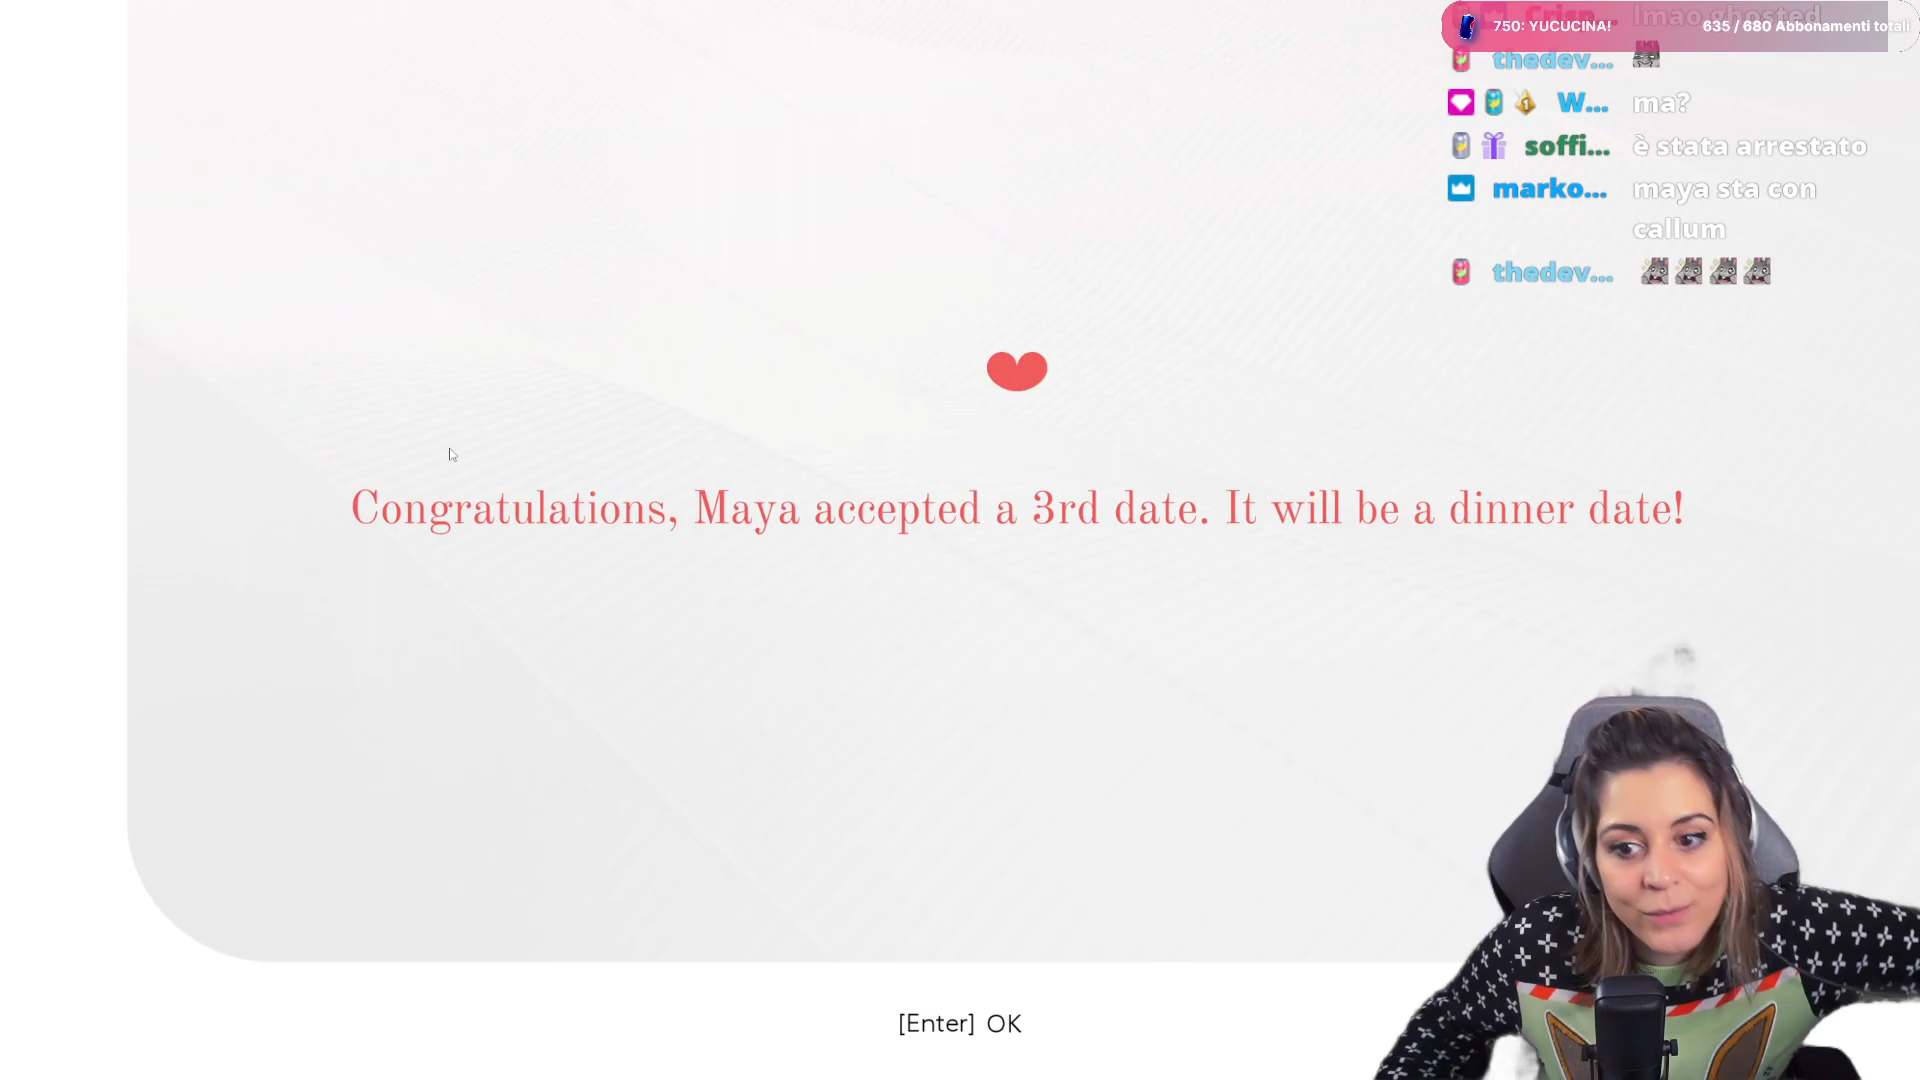 750: YUCUCINA!
635 / 680 Abbonamenti totali
Crisp... lmao ghosted
thedev...
W... ma?
soffi... è stata arrestato
marko... maya sta con
callum
thedev...
Congratulations, Maya accepted a 3rd date. It will be a dinner date!
[Enter] OK